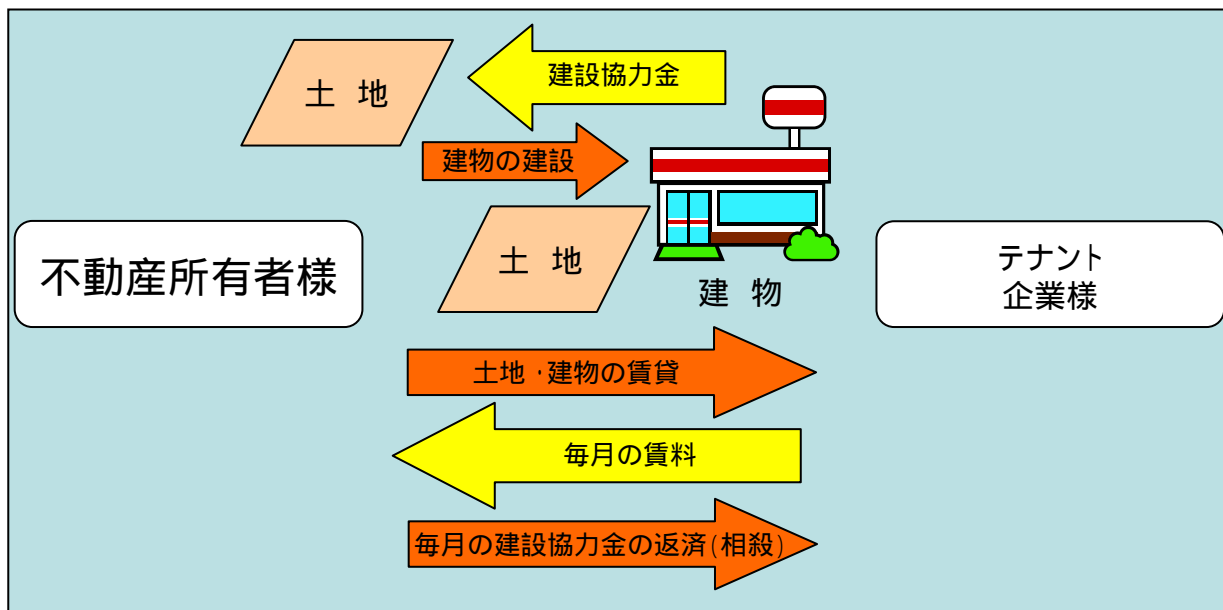 建設協力金
土 地
建物の建設
土 地
建 物
不動産所有者様
テナント
企業様
土地・建物の賃貸
毎月の賃料
毎月の建設協力金の返済(相殺)